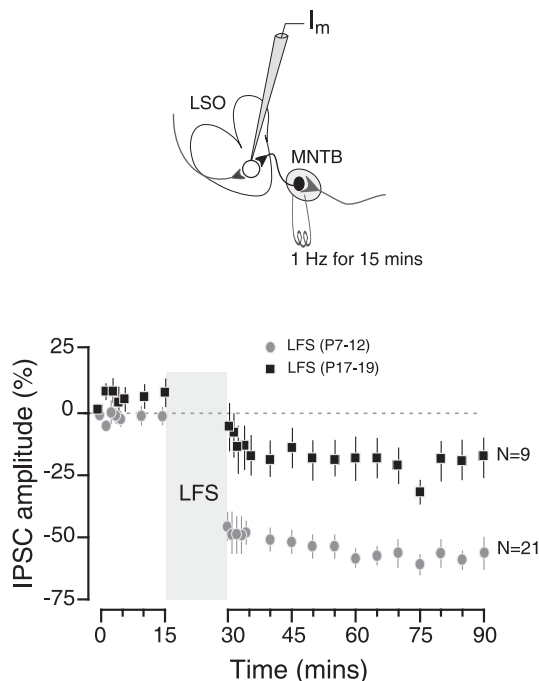 Im
LSO
MNTB
1 Hz for 15 mins
LFS (P7-12)
LFS (P17-19)
IPSC amplitude (%)
25
0
-25
-50
-75
LFS
N=9
N=21
0 15 30 45 60 75 90
Time (mins)